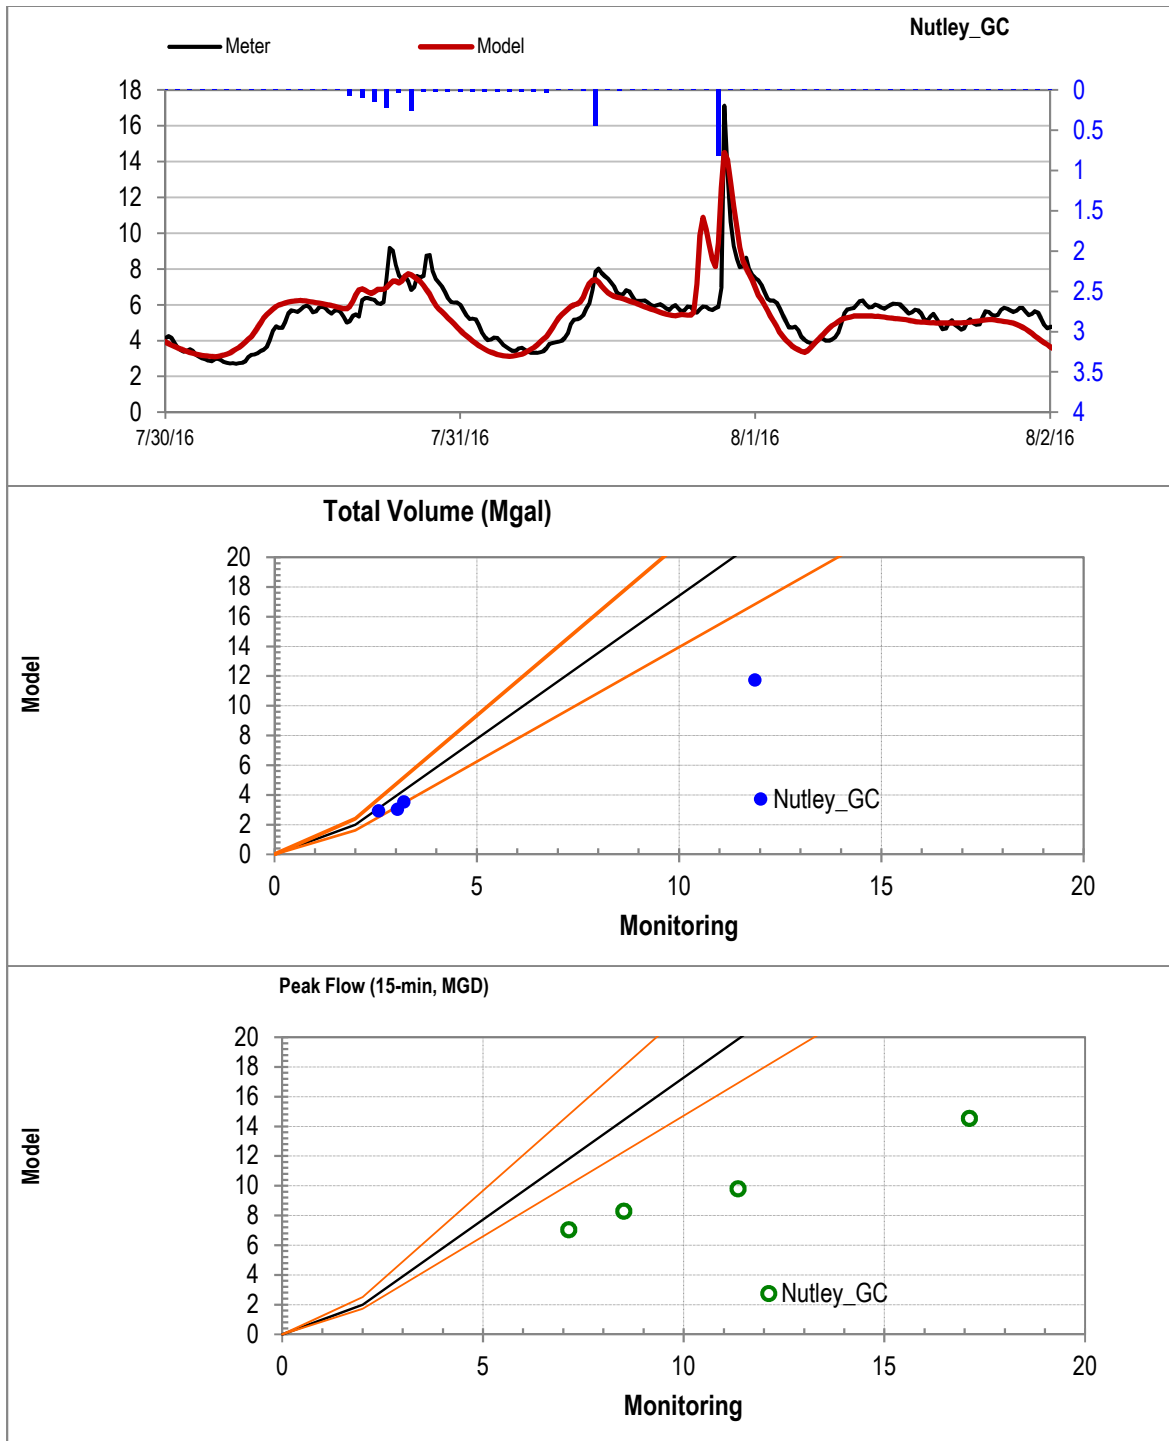 Nutley_GC
Meter Model
18 0
16 0.5
14 1
12 1.5
10 2
8 2.5
6 3
4 3.5
2 4
0
7/30/16 7/31/16 8/1/16 8/2/16
Total Volume (Mgal)
20
18
16
14
12
10
8
6
4
2
0
Model
Nutley_GC
0 5 10 15 20
Monitoring
Peak Flow (15-min, MGD)
20
18
16
14
12
10
8
6
4
2
0
Model
Nutley_GC
0 5 10 15 20
Monitoring